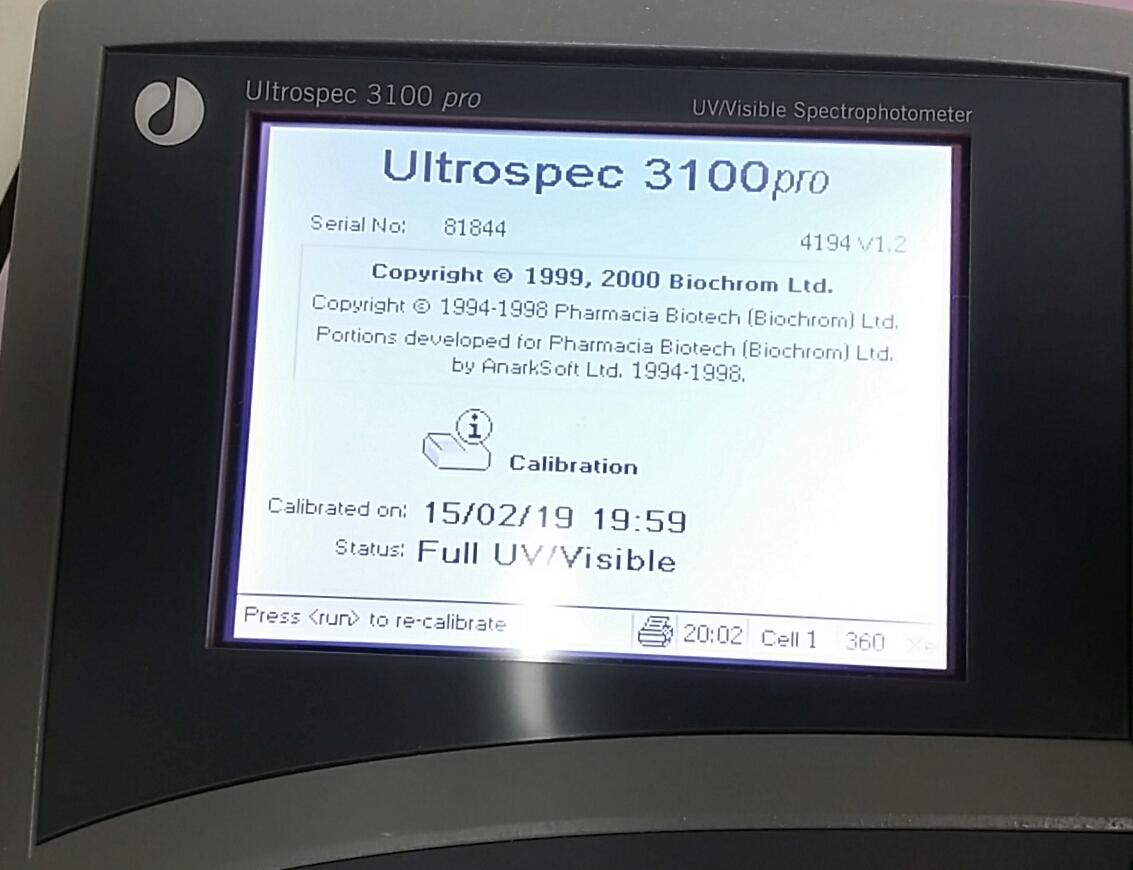 Ultrospec 3100 pro
UV/Visible Spectrophotometer
Ultrospec 3100pro
Serial No: 81844
4194 V1.2
Copyright © 1999, 2000 Biochrom Ltd.
Copyright © 1994-1998 Pharmacia Biotech (Biochrom) Ltd.
Portions developed for Pharmacia Biotech (Biochrom) Ltd.
by AnarkSoft Ltd. 1994-1998.
Calibration
Calibrated on: 15/02/19 19:59
Status: Full UV/Visible
Press <run> to re-calibrate 20:02 Cell 1 360